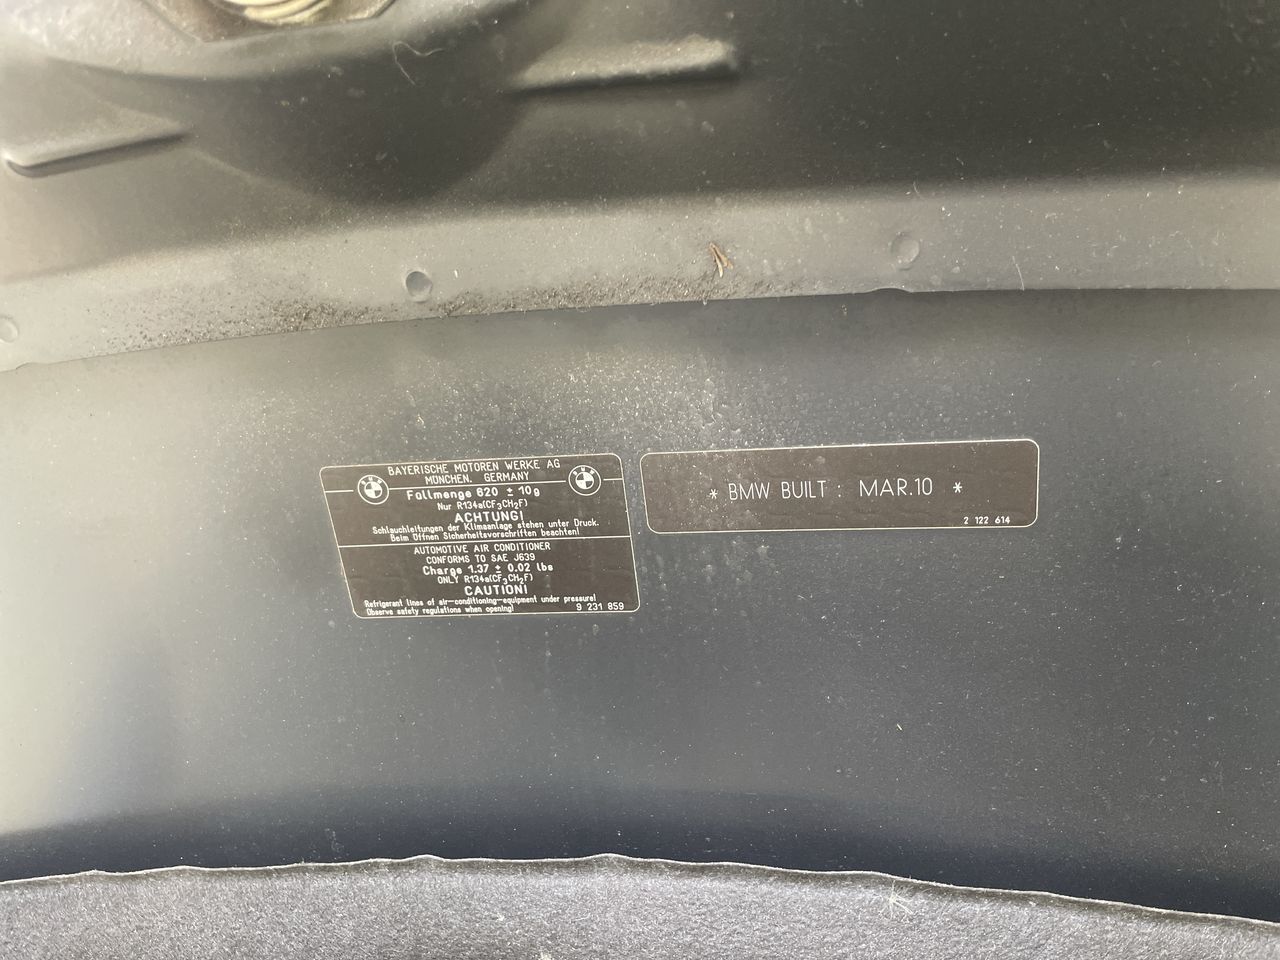 BAYERISCHE MOTOREN WERKE AG
MÜNCHEN. GERMANY
Füllmenge 620 ± 10g
Nur R134a(CF3CH2F)
ACHTUNG!
Schlauchleitungen der Klimaanlage stehen unter Druck.
Beim Öffnen Sicherheitsvorschriften beachten!
AUTOMOTIVE AIR CONDITIONER
CONFORMS TO SAE J639
Charge 1.37 ± 0.02 lbs
ONLY R134a(CF3CH2F)
CAUTION!
Refrigerant lines of air-conditioning-equipment under pressure!
Observe safety regulations when opening!
9 231 859
* BMW BUILT : MAR.10 *
2 122 614